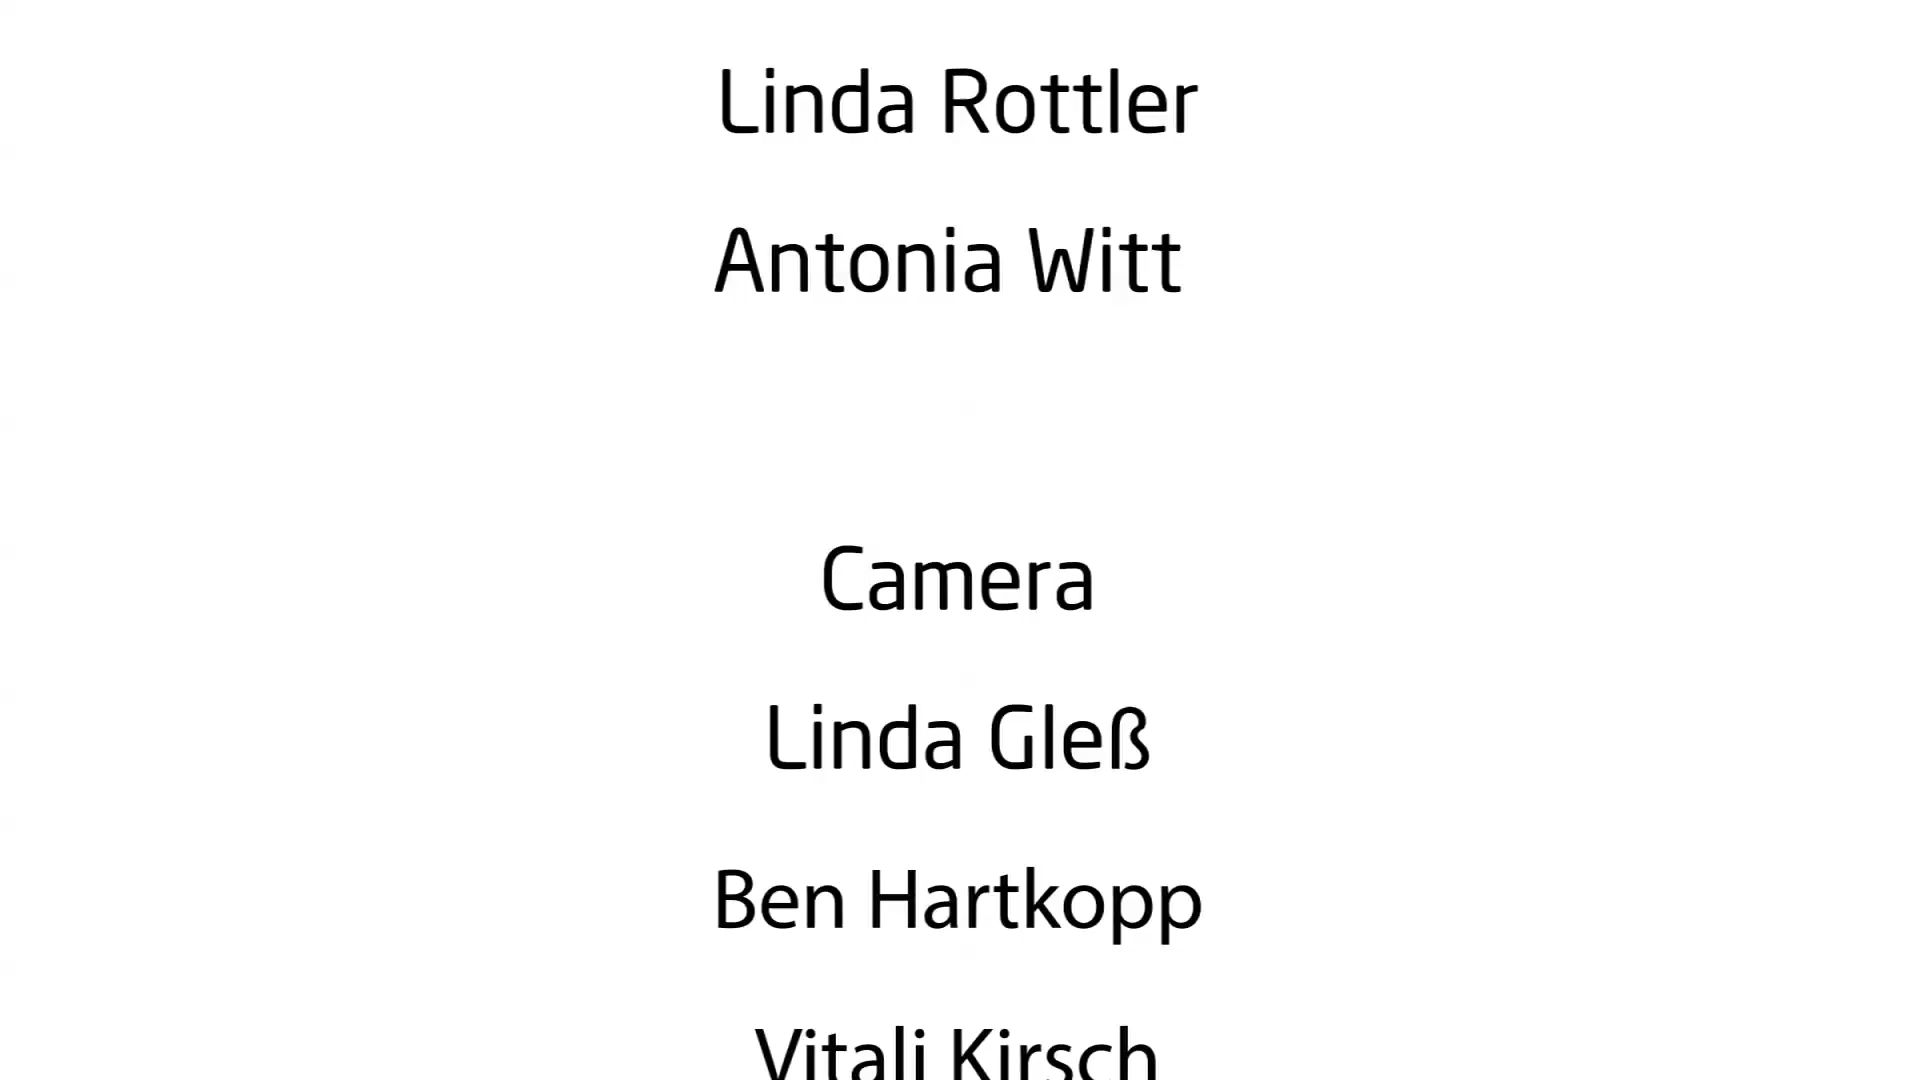 Linda Rottler
Antonia Witt
Camera
Linda Gleß
Ben Hartkopp
Vitali Kirsch